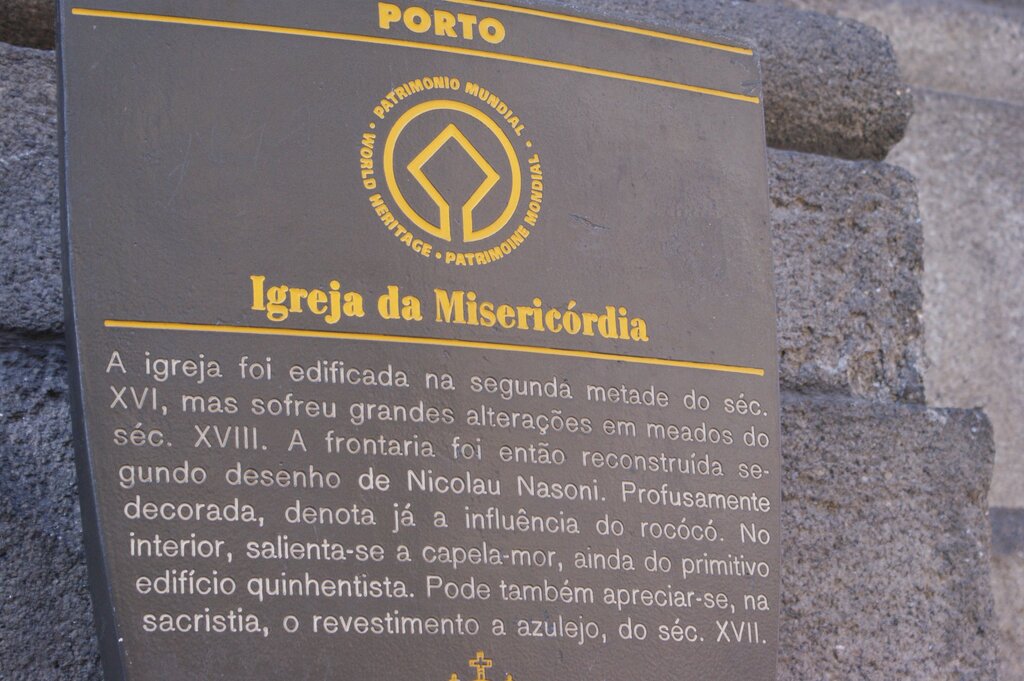 PORTO
PATRIMONIO MUNDIAL • WORLD HERITAGE • PATRIMOINE MONDIAL •
Igreja da Misericórdia
A igreja foi edificada na segunda metade do séc.
XVI, mas sofreu grandes alterações em meados do
séc. XVIII. A frontaria foi então reconstruída se-
gundo desenho de Nicolau Nasoni. Profusamente
decorada, denota já a influência do rococó. No
interior, salienta-se a capela-mor, ainda do primitivo
edifício quinhentista. Pode também apreciar-se, na
sacristia, o revestimento a azulejo, do séc. XVII.